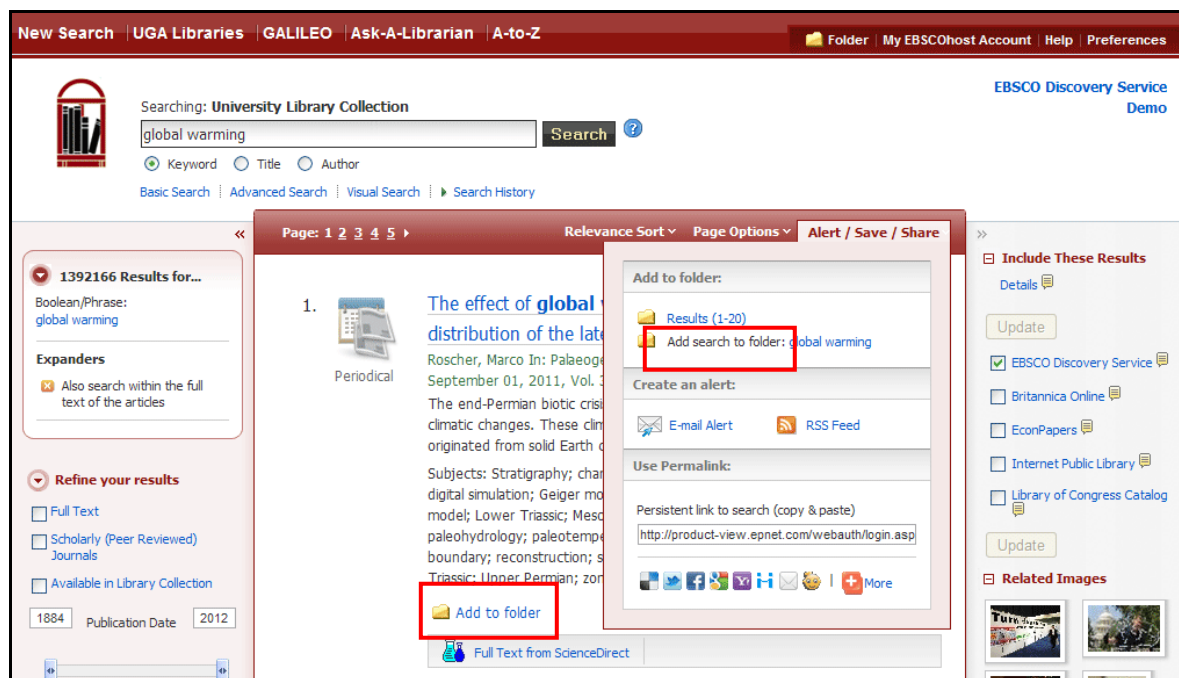 New Search | UGA Libraries | GALILEO | Ask-A-Librarian | A-to-Z
Folder | My EBSCOhost Account | Help | Preferences
EBSCO Discovery Service
Demo
Searching: University Library Collection
global warming
Search
?
Keyword Title Author
Basic Search | Advanced Search | Visual Search | Search History
«
1392166 Results for...
Boolean/Phrase:
global warming
Expanders
Also search within the full
text of the articles
Refine your results
Full Text
Scholarly (Peer Reviewed)
Journals
Available in Library Collection
1884 Publication Date 2012
Page: 1 2 3 4 5
Relevance Sort Page Options Alert / Save / Share
1.
Periodical
The effect of global
distribution of the late
Roscher, Marco In: Palaeoge
September 01, 2011, Vol.
The end-Permian biotic crisi
climatic changes. These clim
originated from solid Earth
Subjects: Stratigraphy; char
digital simulation; Geiger mo
model; Lower Triassic; Meso
paleohydrology; paleotempe
boundary; reconstruction; s
Triassic; Upper Permian; zon
Add to folder
Full Text from ScienceDirect
Add to folder:
Results (1-20)
Add search to folder: global warming
Create an alert:
E-mail Alert RSS Feed
Use Permalink:
Persistent link to search (copy & paste)
http://product-view.epnet.com/webauth/login.asp
More
»
Include These Results
Details
Update
EBSCO Discovery Service
Britannica Online
EconPapers
Internet Public Library
Library of Congress Catalog
Update
Related Images